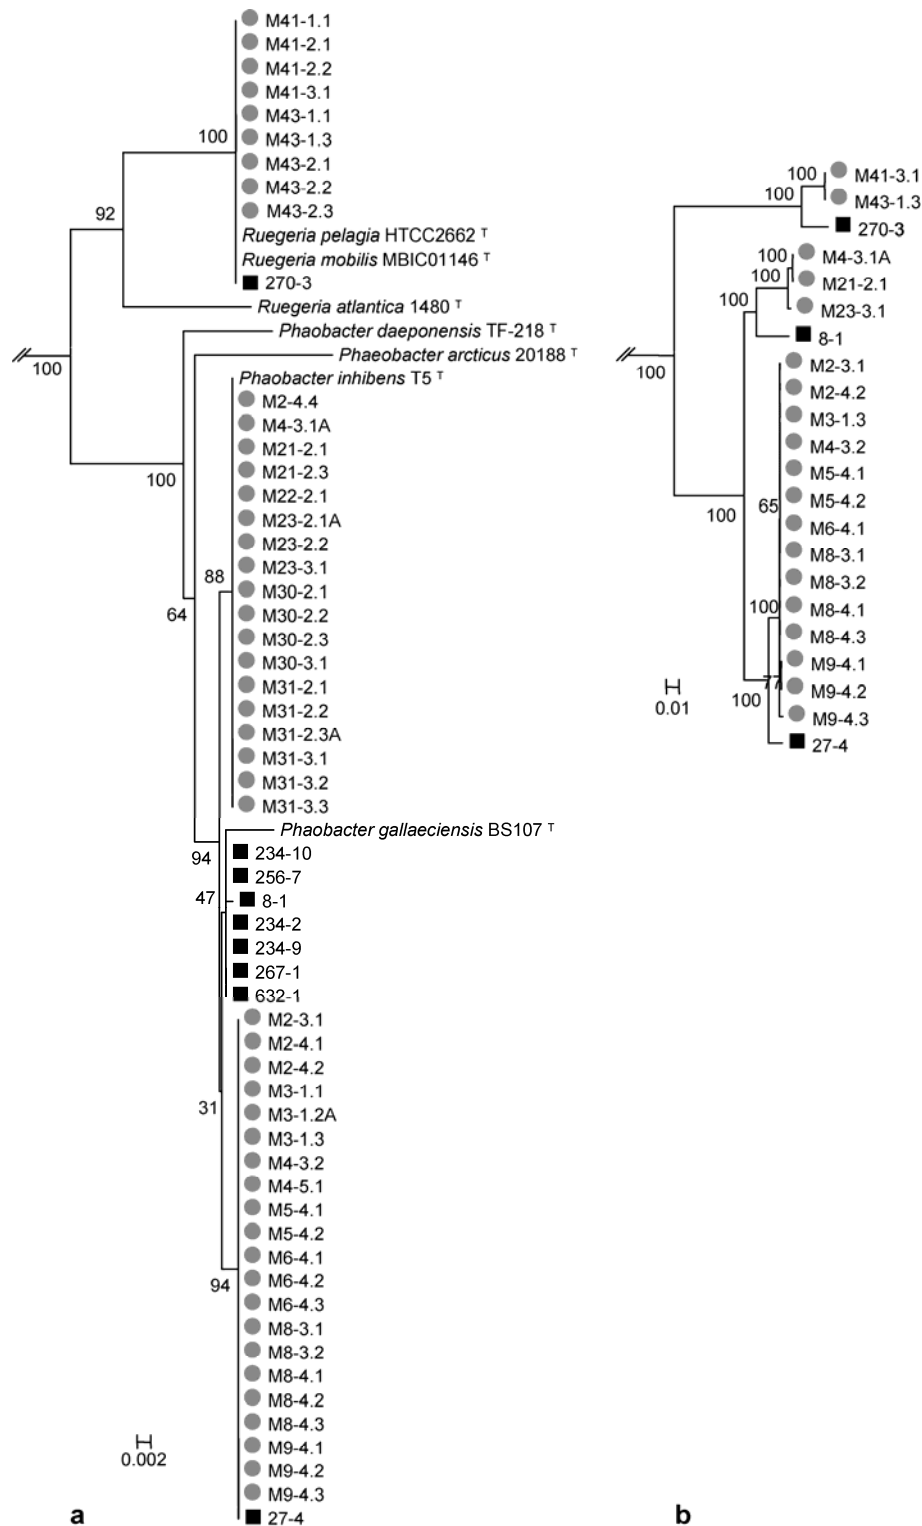 M41-1.1
M41-2.1
M41-2.2
M41-3.1
M43-1.1
100
M43-1.3
M43-2.1
M43-2.2
92
M43-2.3
Ruegeria pelagia HTCC2662 T
Ruegeria mobilis MBIC01146 T
270-3
Ruegeria atlantica 1480 T
Phaobacter daeponensis TF-218 T
Phaeobacter arcticus 20188 T
100
Phaobacter inhibens T5 T
M2-4.4
M4-3.1A
M21-2.1
M21-2.3
100
M22-2.1
M23-2.1A
M23-2.2
M23-3.1
88
M30-2.1
M30-2.2
64
M30-2.3
M30-3.1
M31-2.1
M31-2.2
M31-2.3A
M31-3.1
M31-3.2
M31-3.3
Phaobacter gallaeciensis BS107 T
234-10
94
256-7
47
8-1
234-2
234-9
267-1
632-1
M2-3.1
M2-4.1
M2-4.2
M3-1.1
31
M3-1.2A
M3-1.3
M4-3.2
M4-5.1
M5-4.1
M5-4.2
M6-4.1
M6-4.2
94
M6-4.3
M8-3.1
M8-3.2
M8-4.1
M8-4.2
M8-4.3
M9-4.1
0.002
M9-4.2
M9-4.3
27-4
a
100
M41-3.1
100
M43-1.3
270-3
100
M4-3.1A
100
M21-2.1
100
M23-3.1
8-1
100
M2-3.1
M2-4.2
M3-1.3
M4-3.2
M5-4.1
65
M5-4.2
100
M6-4.1
M8-3.1
M8-3.2
100
M8-4.1
M8-4.3
M9-4.1
77
M9-4.2
100
0.01
M9-4.3
27-4
b